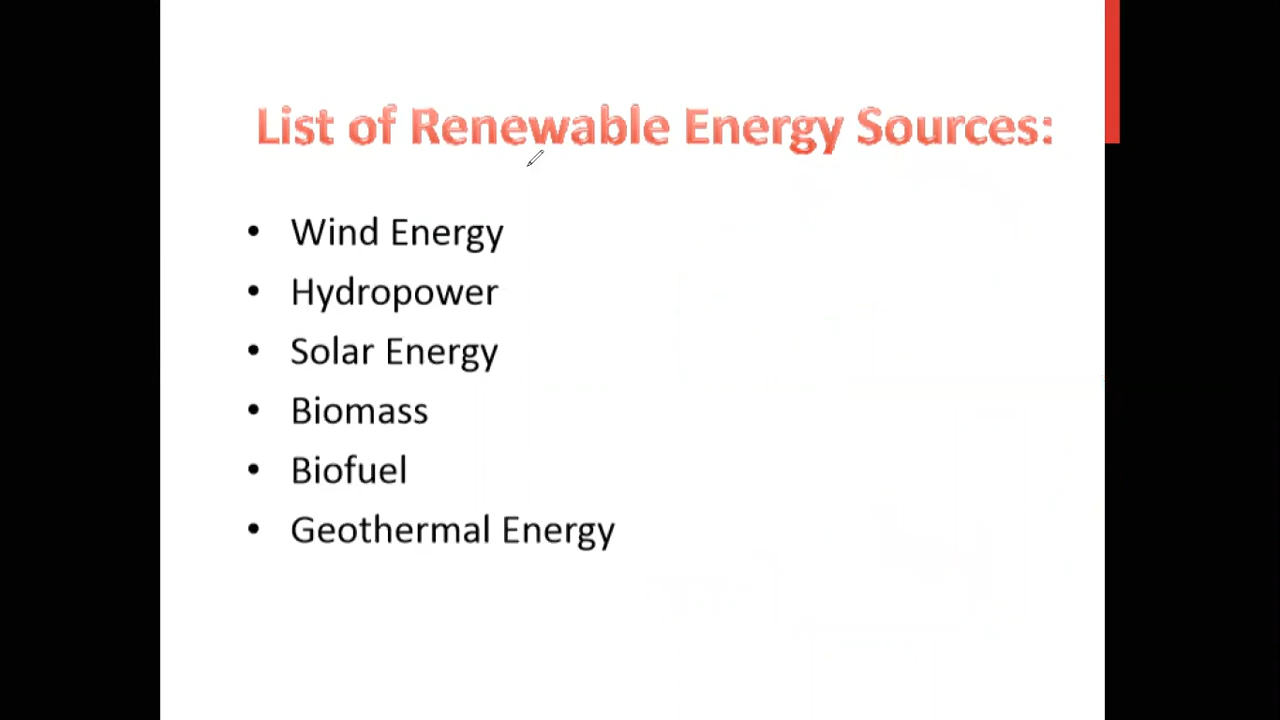 List of Renewable Energy Sources:
• Wind Energy
• Hydropower
• Solar Energy
• Biomass
• Biofuel
• Geothermal Energy